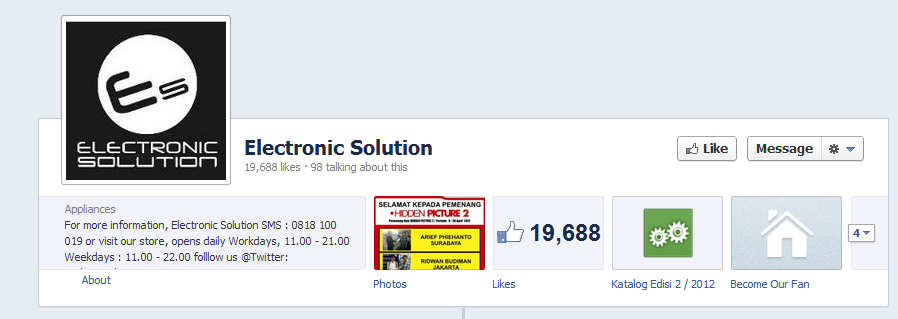 Es
ELECTRONIC
SOLUTION
Electronic Solution
19,688 likes · 98 talking about this
Like
Message
Appliances
For more information, Electronic Solution SMS : 0818 100
019 or visit our store, opens daily Workdays, 11.00 - 21.00
Weekends : 11.00 - 22.00 folllow us @Twitter:
About
SELAMAT KEPADA PEMENANG
HIDDEN PICTURE 2
ARIEF PHIEHANTO
SURABAYA
RIDWAN BUDIMAN
JAKARTA
Photos
19,688
Likes
Katalog Edisi 2 / 2012
Become Our Fan
4